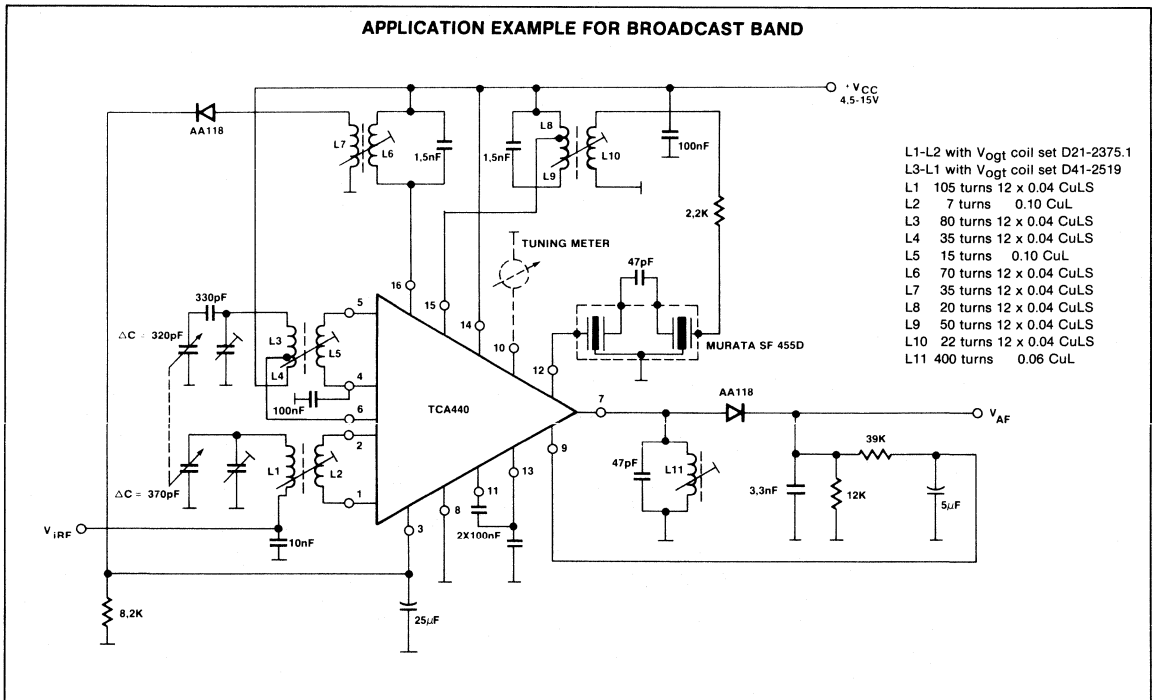 APPLICATION EXAMPLE FOR BROADCAST BAND
+ VCC
4.5-15V
AA118
L7
L6
1,5nF
1,5nF
L8
L9
L10
100nF
2,2K
L1-L2 with Vogt coil set D21-2375.1
L3-L1 with Vogt coil set D41-2519
L1 105 turns 12 x 0.04 CuLS
L2 7 turns 0.10 CuL
L3 80 turns 12 x 0.04 CuLS
L4 35 turns 12 x 0.04 CuLS
L5 15 turns 0.10 CuL
L6 70 turns 12 x 0.04 CuLS
L7 35 turns 12 x 0.04 CuLS
L8 20 turns 12 x 0.04 CuLS
L9 50 turns 12 x 0.04 CuLS
L10 22 turns 12 x 0.04 CuLS
L11 400 turns 0.06 CuL
TUNING METER
47pF
MURATA SF 455D
16
15
14
10
12
330pF
ΔC = 320pF
L3
L4
L5
5
4
100nF
6
2
1
TCA440
7
9
AA118
VAF
39K
ΔC = 370pF
L1
L2
ViRF
10nF
3
8
11
13
2X100nF
47pF
L11
3,3nF
12K
5µF
8,2K
25µF